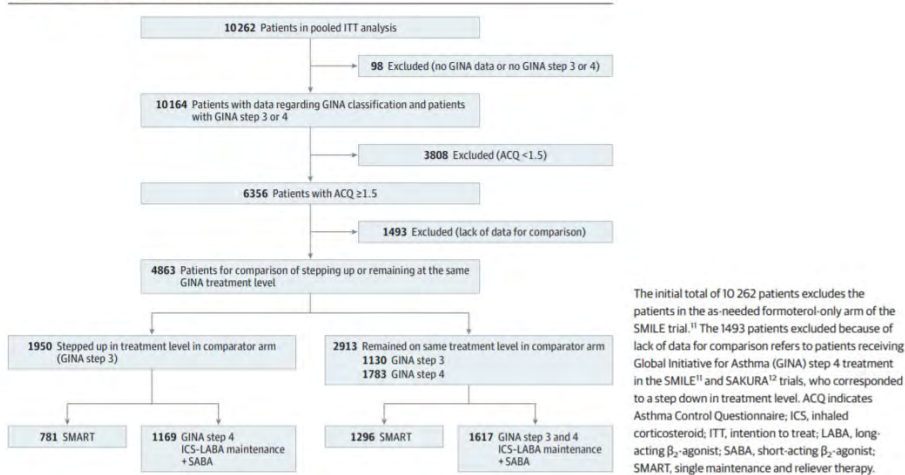 10 262 Patients in pooled ITT analysis
98 Excluded (no GINA data or no GINA step 3 or 4)
10 164 Patients with data regarding GINA classification and patients
with GINA step 3 or 4
3808 Excluded (ACQ <1.5)
6356 Patients with ACQ ≥1.5
1493 Excluded (lack of data for comparison)
4863 Patients for comparison of stepping up or remaining at the same
GINA treatment level
1950 Stepped up in treatment level in comparator arm
(GINA step 3)
2913 Remained on same treatment level in comparator arm
1130 GINA step 3
1783 GINA step 4
781 SMART
1169 GINA step 4
ICS-LABA maintenance
+ SABA
1296 SMART
1617 GINA step 3 and 4
ICS-LABA maintenance
+ SABA
The initial total of 10 262 patients excludes the
patients in the as-needed formoterol-only arm of the
SMILE trial.¹¹ The 1493 patients excluded because of
lack of data for comparison refers to patients receiving
Global Initiative for Asthma (GINA) step 4 treatment
in the SMILE¹¹ and SAKURA¹² trials, who corresponded
to a step down in treatment level. ACQ indicates
Asthma Control Questionnaire; ICS, inhaled
corticosteroid; ITT, intention to treat; LABA, long-
acting β₂-agonist; SABA, short-acting β₂-agonist;
SMART, single maintenance and reliever therapy.